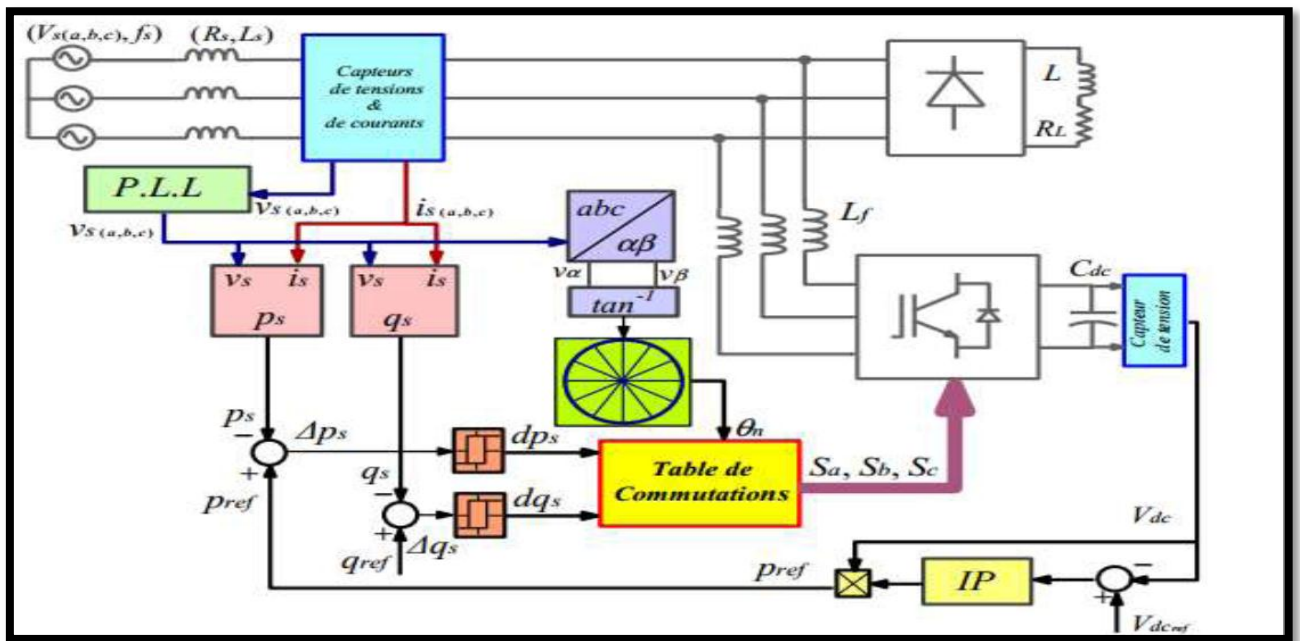 (Vs(a,b,c), fs)
(Rs, Ls)
Capteurs
de tensions
&
de courants
L
RL
P.L.L
vs (a,b,c)
is (a,b,c)
vs (a,b,c)
abc
αβ
Lf
vα
vβ
tan-1
vs is
ps
vs is
qs
Cdc
Capteur
de tension
ps
-
+
Δps
dps
θn
Table de
Commutations
Sa, Sb, Sc
qs
-
+
Δqs
dqs
pref
qref
Vdc
pref
IP
-
+
Vdcref